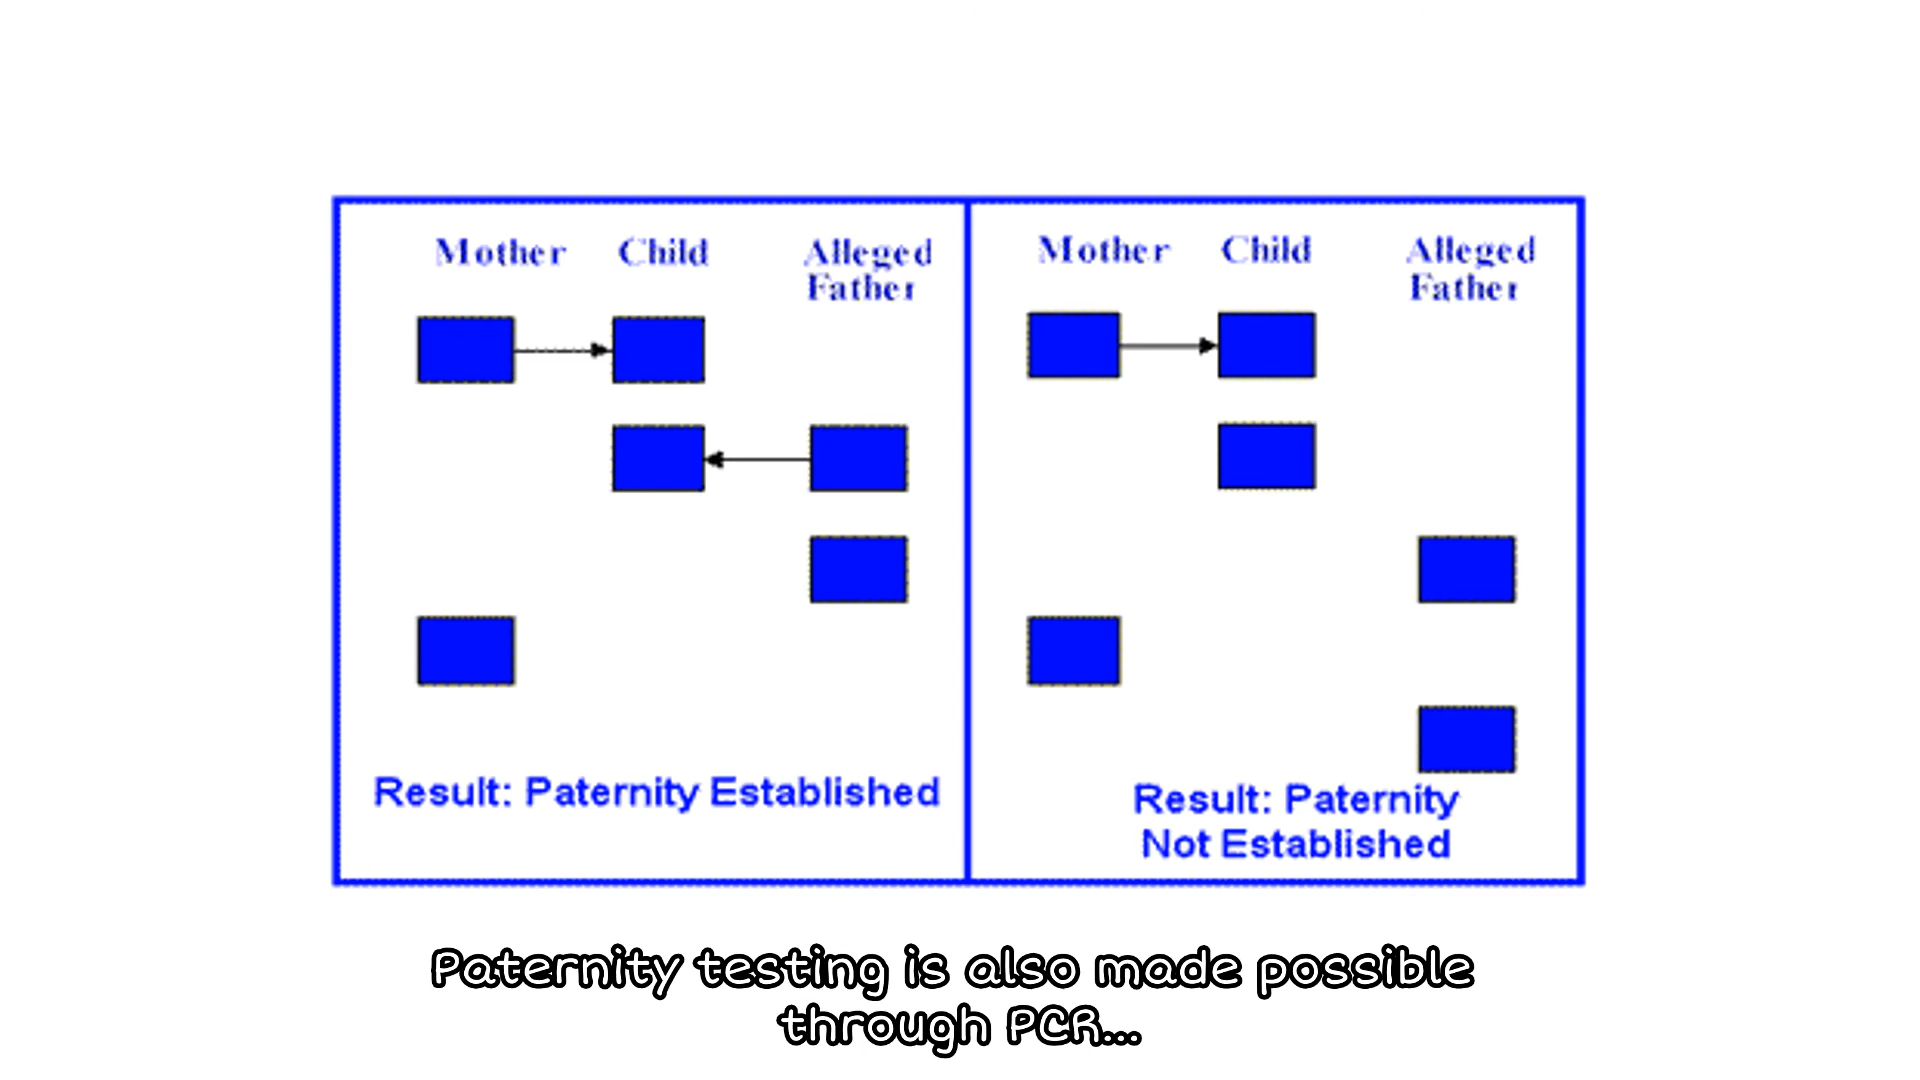 Mother Child Alleged Father
Result: Paternity Established
Mother Child Alleged Father
Result: Paternity
Not Established
Paternity testing is also made possible
through PCR...